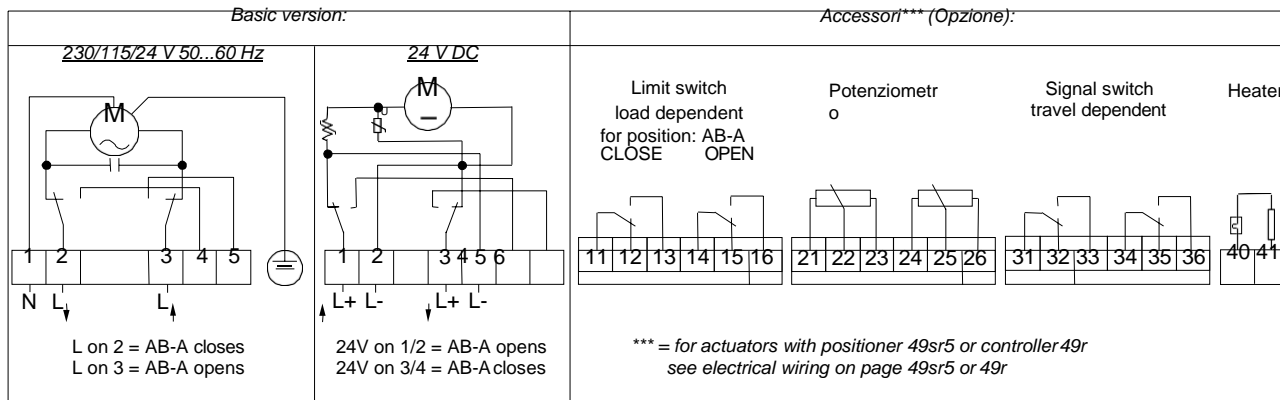 Basic version:
Accessori*** (Opzione):
230/115/24 V 50...60 Hz
24 V DC
M
M
Limit switch
load dependent
for position: AB-A
CLOSE OPEN
Potenziometr
o
Signal switch
travel dependent
Heater
1 2 3 4 5
1 2 3 4 5 6
11 12 13 14 15 16
21 22 23 24 25 26
31 32 33 34 35 36
40 41
N L L
L+ L- L+ L-
L on 2 = AB-A closes
L on 3 = AB-A opens
24V on 1/2 = AB-A opens
24V on 3/4 = AB-A closes
*** = for actuators with positioner 49sr5 or controller 49r
see electrical wiring on page 49sr5 or 49r